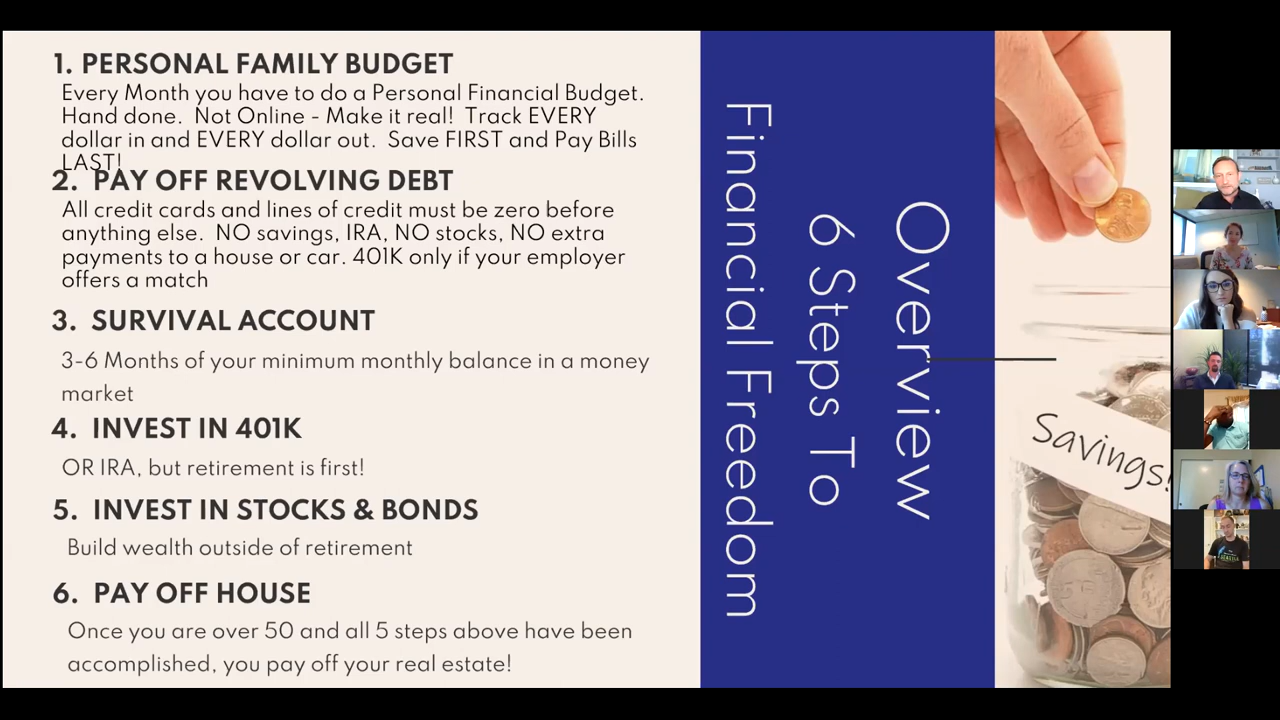 1. PERSONAL FAMILY BUDGET
Every Month you have to do a Personal Financial Budget.
Hand done. Not Online - Make it real! Track EVERY
dollar in and EVERY dollar out. Save FIRST and Pay Bills
LAST!
2. PAY OFF REVOLVING DEBT
All credit cards and lines of credit must be zero before
anything else. NO savings, IRA, NO stocks, NO extra
payments to a house or car. 401K only if your employer
offers a match
3. SURVIVAL ACCOUNT
3-6 Months of your minimum monthly balance in a money
market
4. INVEST IN 401K
OR IRA, but retirement is first!
5. INVEST IN STOCKS & BONDS
Build wealth outside of retirement
6. PAY OFF HOUSE
Once you are over 50 and all 5 steps above have been
accomplished, you pay off your real estate!
Overview
6 Steps To
Financial Freedom
Savings!